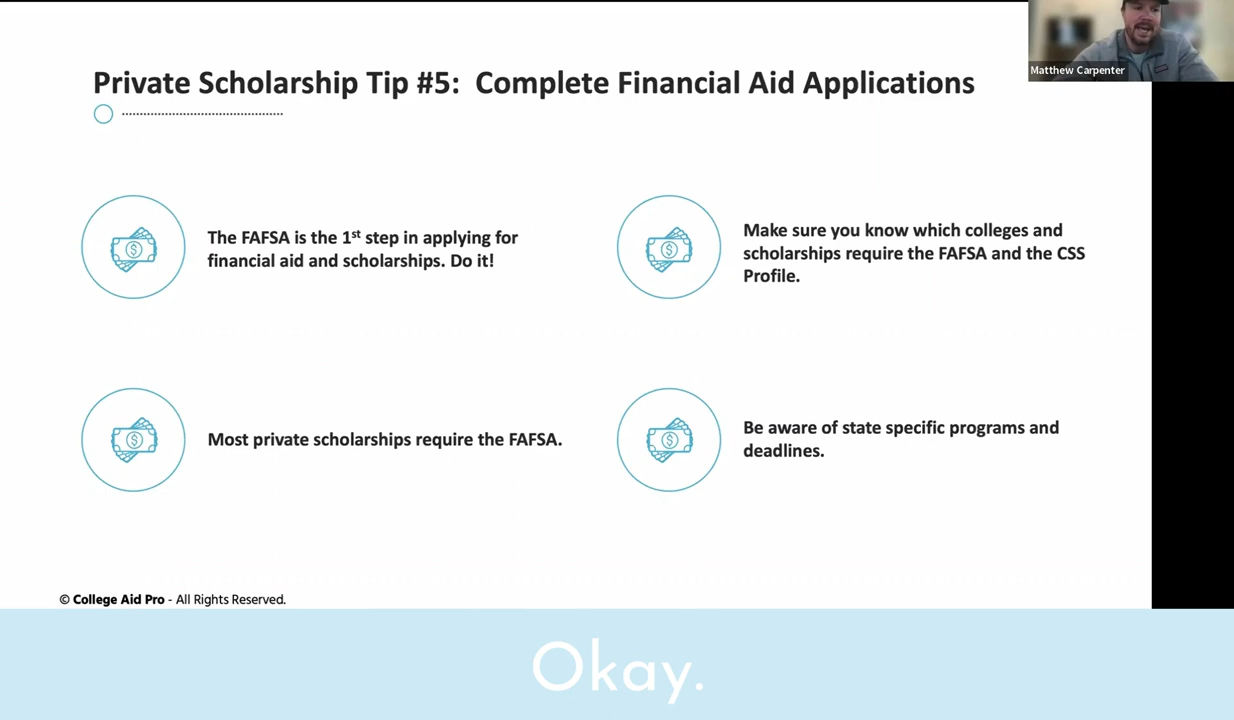 Matthew Carpenter
Private Scholarship Tip #5: Complete Financial Aid Applications
The FAFSA is the 1st step in applying for
financial aid and scholarships. Do it!
Make sure you know which colleges and
scholarships require the FAFSA and the CSS
Profile.
Most private scholarships require the FAFSA.
Be aware of state specific programs and
deadlines.
© College Aid Pro - All Rights Reserved.
Okay.